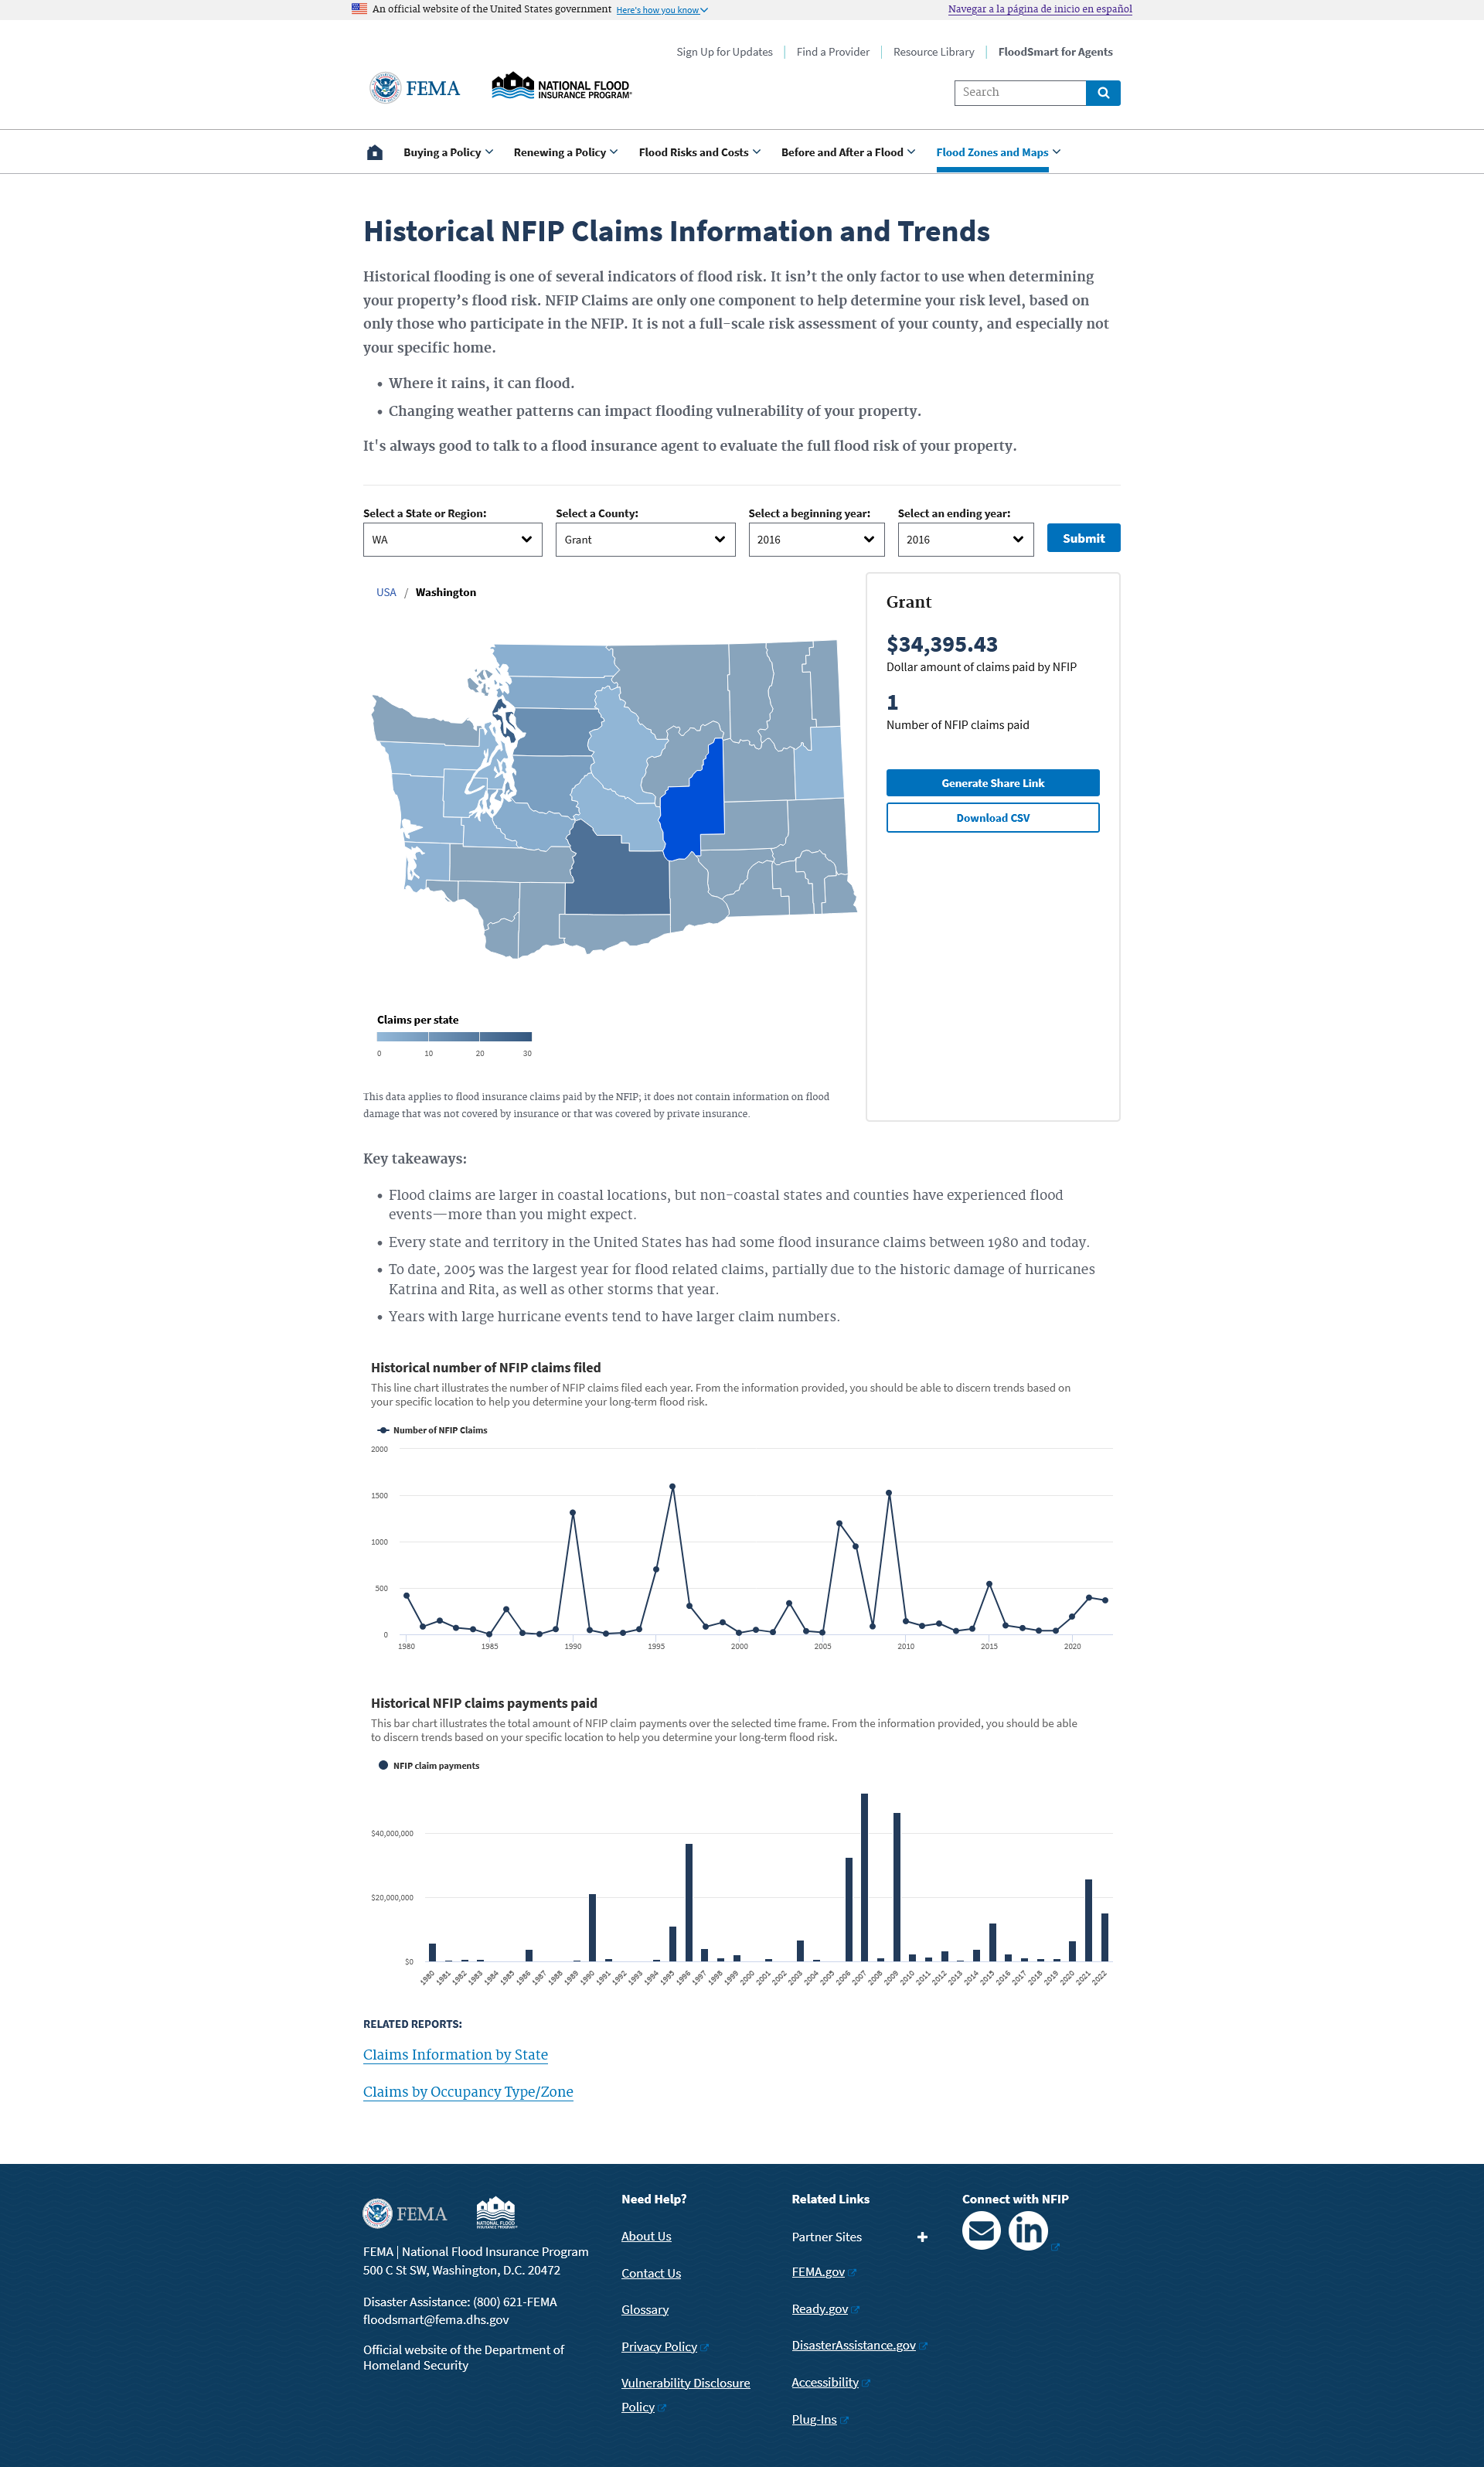 An official website of the United States government Here's how you know
Navegar a la página de inicio en español
Sign Up for Updates Find a Provider Resource Library FloodSmart for Agents
FEMA NATIONAL FLOOD
INSURANCE PROGRAM®
Search
Buying a Policy Renewing a Policy Flood Risks and Costs Before and After a Flood Flood Zones and Maps
Historical NFIP Claims Information and Trends
Historical flooding is one of several indicators of flood risk. It isn’t the only factor to use when determining
your property’s flood risk. NFIP Claims are only one component to help determine your risk level, based on
only those who participate in the NFIP. It is not a full-scale risk assessment of your county, and especially not
your specific home.
• Where it rains, it can flood.
• Changing weather patterns can impact flooding vulnerability of your property.
It's always good to talk to a flood insurance agent to evaluate the full flood risk of your property.
Select a State or Region: Select a County: Select a beginning year: Select an ending year:
WA Grant 2016 2016 Submit
USA / Washington
Grant
$34,395.43
Dollar amount of claims paid by NFIP
1
Number of NFIP claims paid
Generate Share Link
Download CSV
Claims per state
0 10 20 30
This data applies to flood insurance claims paid by the NFIP; it does not contain information on flood
damage that was not covered by insurance or that was covered by private insurance.
Key takeaways:
• Flood claims are larger in coastal locations, but non-coastal states and counties have experienced flood
events—more than you might expect.
• Every state and territory in the United States has had some flood insurance claims between 1980 and today.
• To date, 2005 was the largest year for flood related claims, partially due to the historic damage of hurricanes
Katrina and Rita, as well as other storms that year.
• Years with large hurricane events tend to have larger claim numbers.
Historical number of NFIP claims filed
This line chart illustrates the number of NFIP claims filed each year. From the information provided, you should be able to discern trends based on
your specific location to help you determine your long-term flood risk.
Number of NFIP Claims
2000
1500
1000
500
0
1980 1985 1990 1995 2000 2005 2010 2015 2020
Historical NFIP claims payments paid
This bar chart illustrates the total amount of NFIP claim payments over the selected time frame. From the information provided, you should be able
to discern trends based on your specific location to help you determine your long-term flood risk.
NFIP claim payments
$40,000,000
$20,000,000
$0
1980 1981 1982 1983 1984 1985 1986 1987 1988 1989 1990 1991 1992 1993 1994 1995 1996 1997 1998 1999 2000 2001 2002 2003 2004 2005 2006 2007 2008 2009 2010 2011 2012 2013 2014 2015 2016 2017 2018 2019 2020 2021 2022
RELATED REPORTS:
Claims Information by State
Claims by Occupancy Type/Zone
FEMA NATIONAL FLOOD
INSURANCE PROGRAM®
FEMA | National Flood Insurance Program
500 C St SW, Washington, D.C. 20472
Disaster Assistance: (800) 621-FEMA
floodsmart@fema.dhs.gov
Official website of the Department of
Homeland Security
Need Help?
About Us
Contact Us
Glossary
Privacy Policy
Vulnerability Disclosure
Policy
Related Links
Partner Sites
FEMA.gov
Ready.gov
DisasterAssistance.gov
Accessibility
Plug-Ins
Connect with NFIP
in